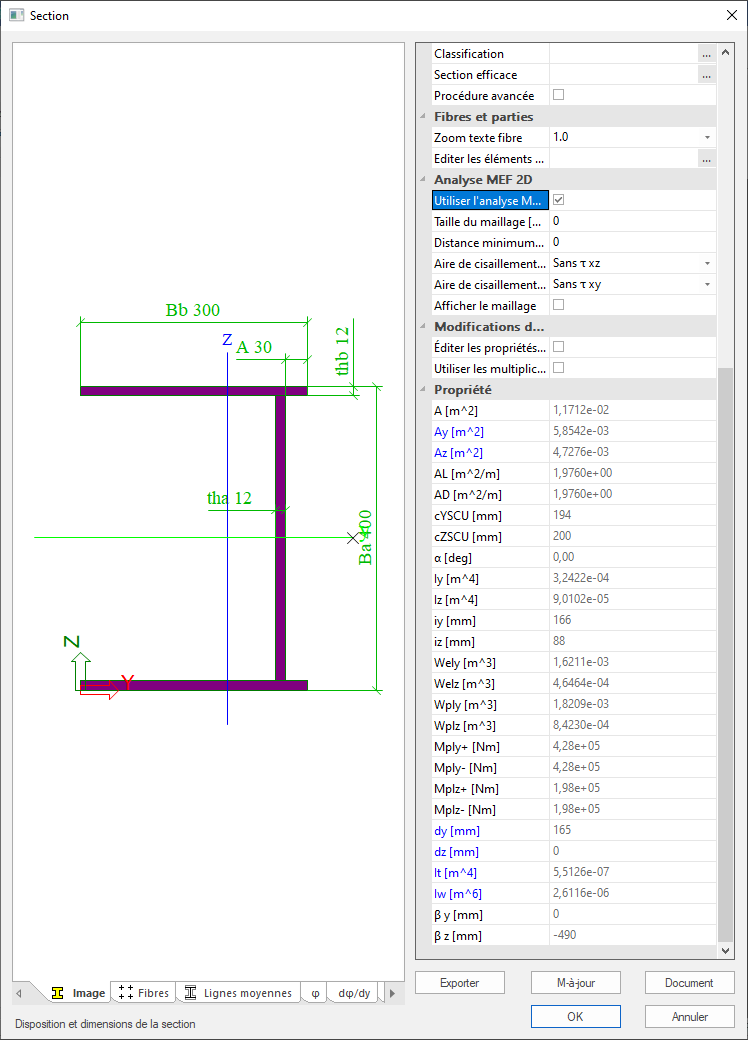 Section
Bb 300
Z
A 30
thb 12
tha 12
Ba 400
Z
Y
Classification ...
Section efficace ...
Procédure avancée
Fibres et parties
Zoom texte fibre 1.0
Editer les éléments ... ...
Analyse MEF 2D
Utiliser l'analyse M...
Taille du maillage [... 0
Distance minimum... 0
Aire de cisaillement... Sans τ xz
Aire de cisaillement... Sans τ xy
Afficher le maillage
Modifications d...
Éditer les propriétés...
Utiliser les multiplic...
Propriété
A [m^2] 1,1712e-02
Ay [m^2] 5,8542e-03
Az [m^2] 4,7276e-03
AL [m^2/m] 1,9760e+00
AD [m^2/m] 1,9760e+00
cYSCU [mm] 194
cZSCU [mm] 200
α [deg] 0,00
Iy [m^4] 3,2422e-04
Iz [m^4] 9,0102e-05
iy [mm] 166
iz [mm] 88
Wely [m^3] 1,6211e-03
Welz [m^3] 4,6464e-04
Wply [m^3] 1,8209e-03
Wplz [m^3] 8,4230e-04
Mply+ [Nm] 4,28e+05
Mply- [Nm] 4,28e+05
Mplz+ [Nm] 1,98e+05
Mplz- [Nm] 1,98e+05
dy [mm] 165
dz [mm] 0
It [m^4] 5,5126e-07
Iw [m^6] 2,6116e-06
β y [mm] 0
β z [mm] -490
Image Fibres Lignes moyennes φ dφ/dy
Exporter M-à-jour Document
Disposition et dimensions de la section
OK Annuler